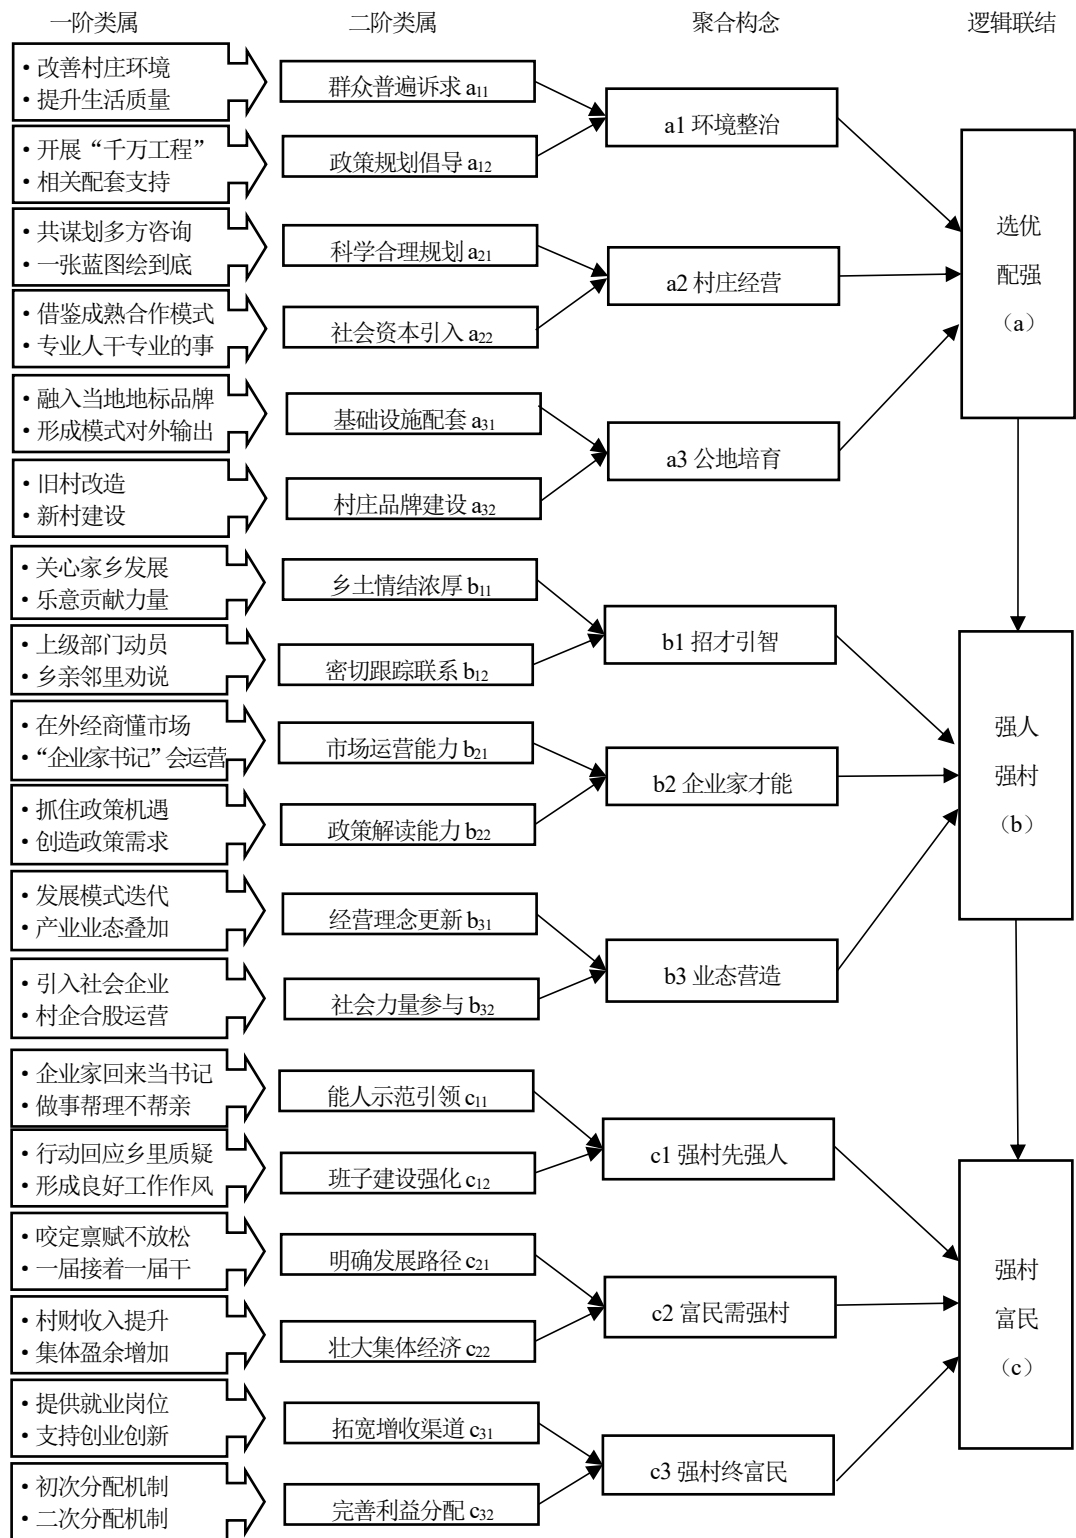 一阶类属 二阶类属 聚合构念 逻辑联结
·改善村庄环境
·提升生活质量
群众普遍诉求 a11
·开展“千万工程”
·相关配套支持
政策规划倡导 a12
a1 环境整治
·共谋划多方咨询
·一张蓝图绘到底
科学合理规划 a21
·借鉴成熟合作模式
·专业人干专业的事
社会资本引入 a22
a2 村庄经营
·融入当地地标品牌
·形成模式对外输出
基础设施配套 a31
·旧村改造
·新村建设
村庄品牌建设 a32
a3 公地培育
选优
配强
（a）
·关心家乡发展
·乐意贡献力量
乡土情结浓厚 b11
·上级部门动员
·乡亲邻里劝说
密切跟踪联系 b12
b1 招才引智
·在外经商懂市场
·“企业家书记”会运营
市场运营能力 b21
·抓住政策机遇
·创造政策需求
政策解读能力 b22
b2 企业家才能
·发展模式迭代
·产业业态叠加
经营理念更新 b31
·引入社会企业
·村企合股运营
社会力量参与 b32
b3 业态营造
强人
强村
（b）
·企业家回来当书记
·做事帮理不帮亲
能人示范引领 c11
·行动回应乡里质疑
·形成良好工作作风
班子建设强化 c12
c1 强村先强人
·咬定禀赋不放松
·一届接着一届干
明确发展路径 c21
·村财收入提升
·集体盈余增加
壮大集体经济 c22
c2 富民需强村
·提供就业岗位
·支持创业创新
拓宽增收渠道 c31
·初次分配机制
·二次分配机制
完善利益分配 c32
c3 强村终富民
强村
富民
（c）